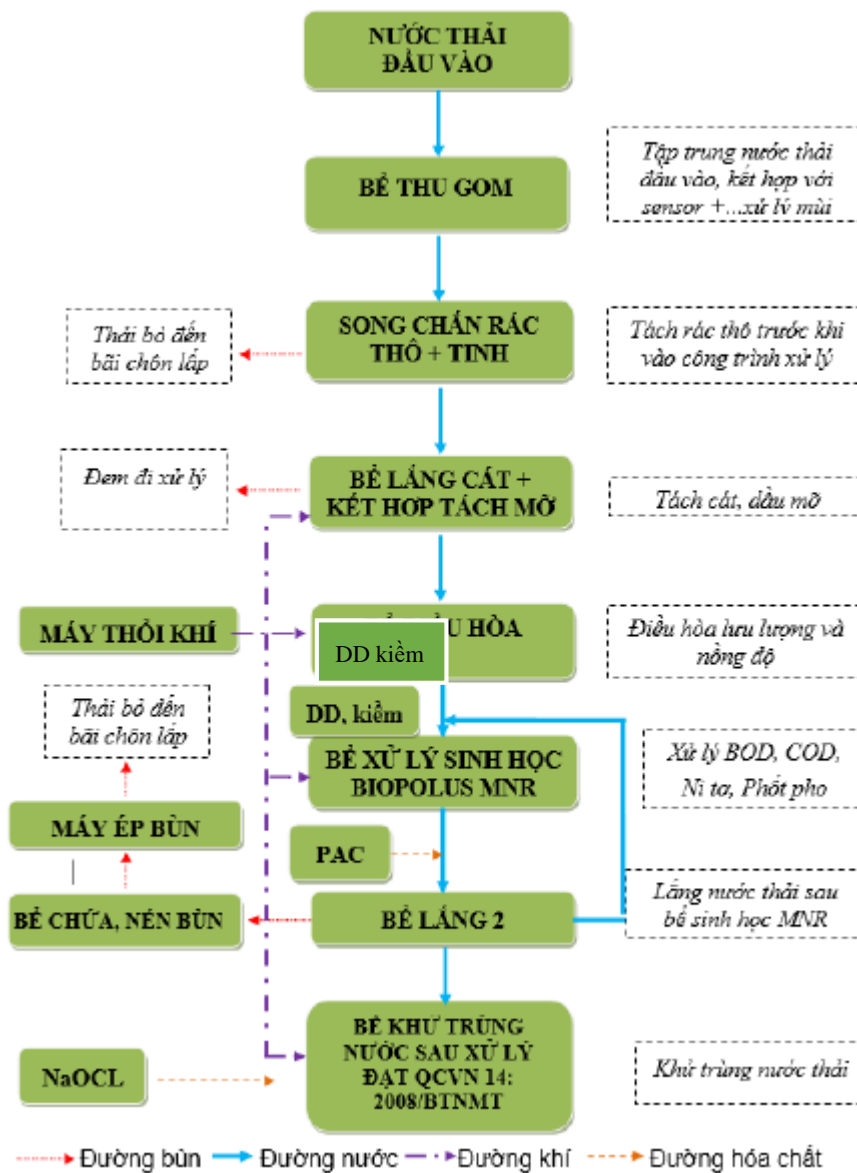 NƯỚC THẢI
ĐẦU VÀO
BỂ THU GOM
Tập trung nước thải
đầu vào, kết hợp với
sensor +...xử lý mùi
Thải bỏ đến
bãi chôn lấp
SONG CHẮN RÁC
THÔ + TINH
Tách rác thô trước khi
vào công trình xử lý
Đem đi xử lý
BỂ LẮNG CÁT +
KẾT HỢP TÁCH MỠ
Tách cát, dầu mỡ
MÁY THỔI KHÍ
HÒA
DD kiềm
Điều hòa lưu lượng và
nồng độ
Thải bỏ đến
bãi chôn lấp
DD, kiềm
BỂ XỬ LÝ SINH HỌC
BIOPOLUS MNR
Xử lý BOD, COD,
Ni tơ, Phốt pho
MÁY ÉP BÙN
PAC
BỂ CHỨA, NÉN BÙN
BỂ LẮNG 2
Lắng nước thải sau
bể sinh học MNR
NaOCL
BỂ KHỬ TRÙNG
NƯỚC SAU XỬ LÝ
ĐẠT QCVN 14:
2008/BTNMT
Khử trùng nước thải
Đường bùn
Đường nước
Đường khí
Đường hóa chất